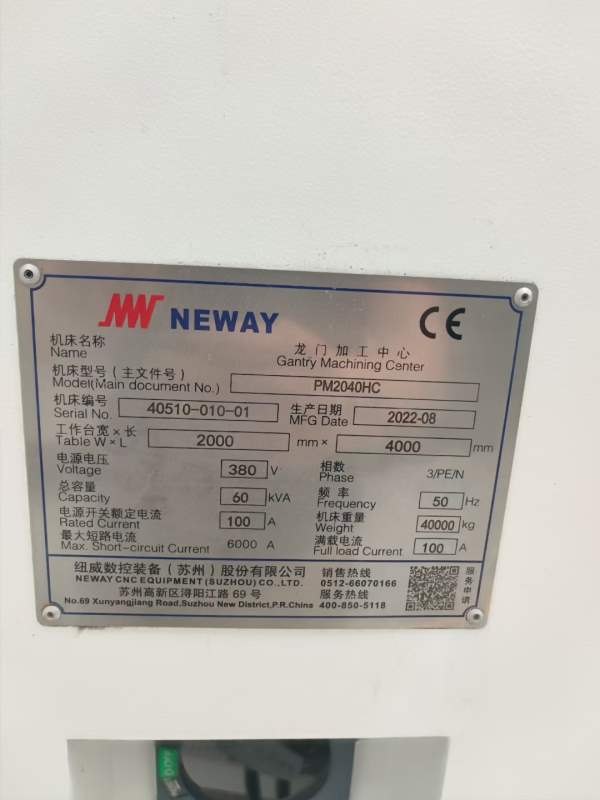 NEWAY
CE
机床名称
Name
龙门加工中心
Gantry Machining Center
机床型号（主文件号）
Model(Main document No.)
PM2040HC
机床编号
Serial No.
40510-010-01
生产日期
MFG Date
2022-08
工作台宽×长
Table W×L
2000
mm×
4000
mm
电源电压
Voltage
380 V
相数
Phase
3/PE/N
总容量
Capacity
60 kVA
频率
Frequency
50 Hz
电源开关额定电流
Rated Current
100 A
机床重量
Weight
40000 kg
最大短路电流
Max. Short-circuit Current
6000 A
满载电流
Full load Current
100 A
纽威数控装备（苏州）股份有限公司
NEWAY CNC EQUIPMENT (SUZHOU) CO., LTD.
苏州高新区浔阳江路69号
No.69 Xunyangjiang Road.Suzhou New District,P.R.China
销售热线
0512-66070166
服务热线
400-850-5118
服务申请